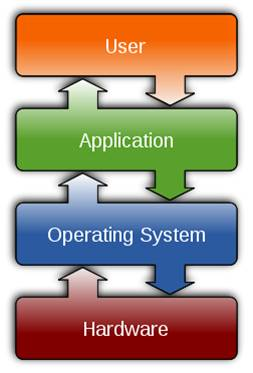 User
Application
Operating System
Hardware